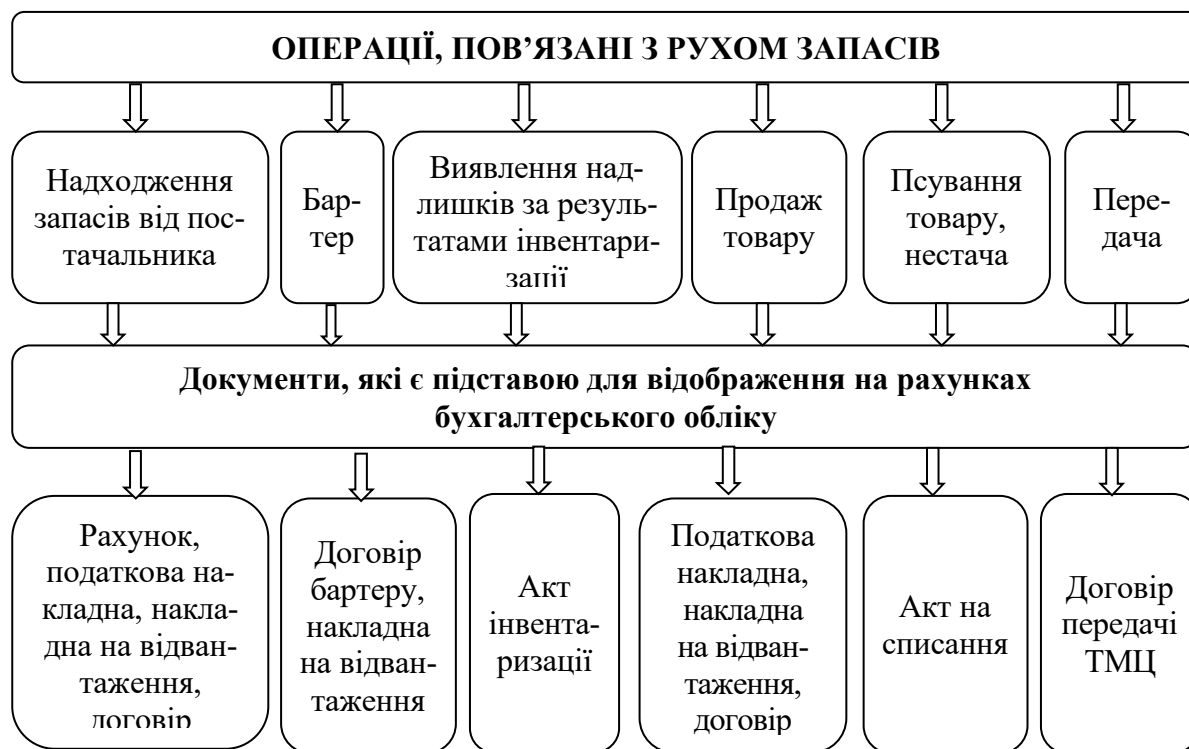 ОПЕРАЦІЇ, ПОВ’ЯЗАНІ З РУХОМ ЗАПАСІВ
Надходження
запасів від пос-
тачальника
Бар-
тер
Виявлення над-
лишків за резуль-
татами інвентари-
зації
Продаж
товару
Псування
товару,
нестача
Пере-
дача
Документи, які є підставою для відображення на рахунках
бухгалтерського обліку
Рахунок,
податкова на-
кладна, накла-
дна на відван-
таження,
договір
Договір
бартеру,
накладна
на відван-
таження
Акт
інвента-
ризації
Податкова
накладна,
накладна
на відван-
таження,
договір
Акт на
списання
Договір
передачі
ТМЦ